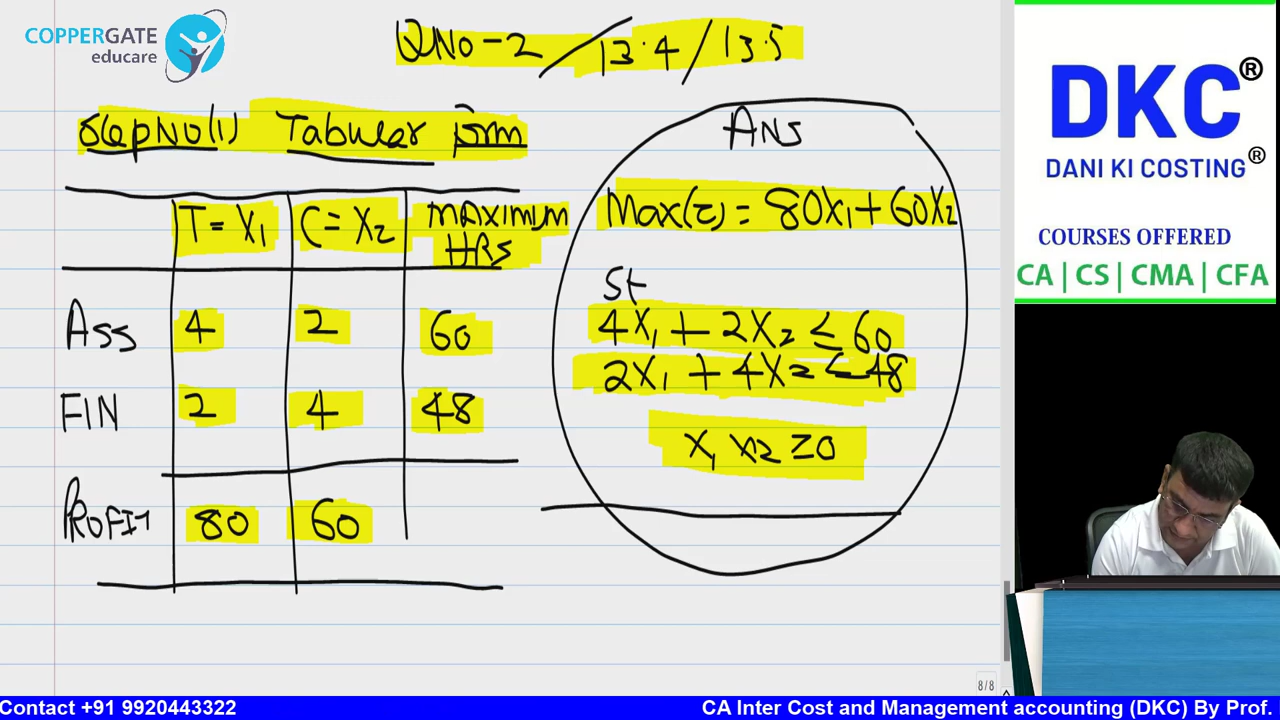 COPPERGATE
educare
QNO-2 / 13.4 / 13.5
StepNo(1) Tabular form
T = X1 C = X2 MAXIMUM HRS
ASS 4 2 60
FIN 2 4 48
PROFIT 80 60
ANS
Max(z) = 80X1 + 60X2
St
4X1 + 2X2 ≤ 60
2X1 + 4X2 ≤ 48
X1 X2 ≥ 0
8/8
DKC®
DANI KI COSTING®
COURSES OFFERED
CA | CS | CMA | CFA
Contact +91 9920443322 CA Inter Cost and Management accounting (DKC) By Prof.